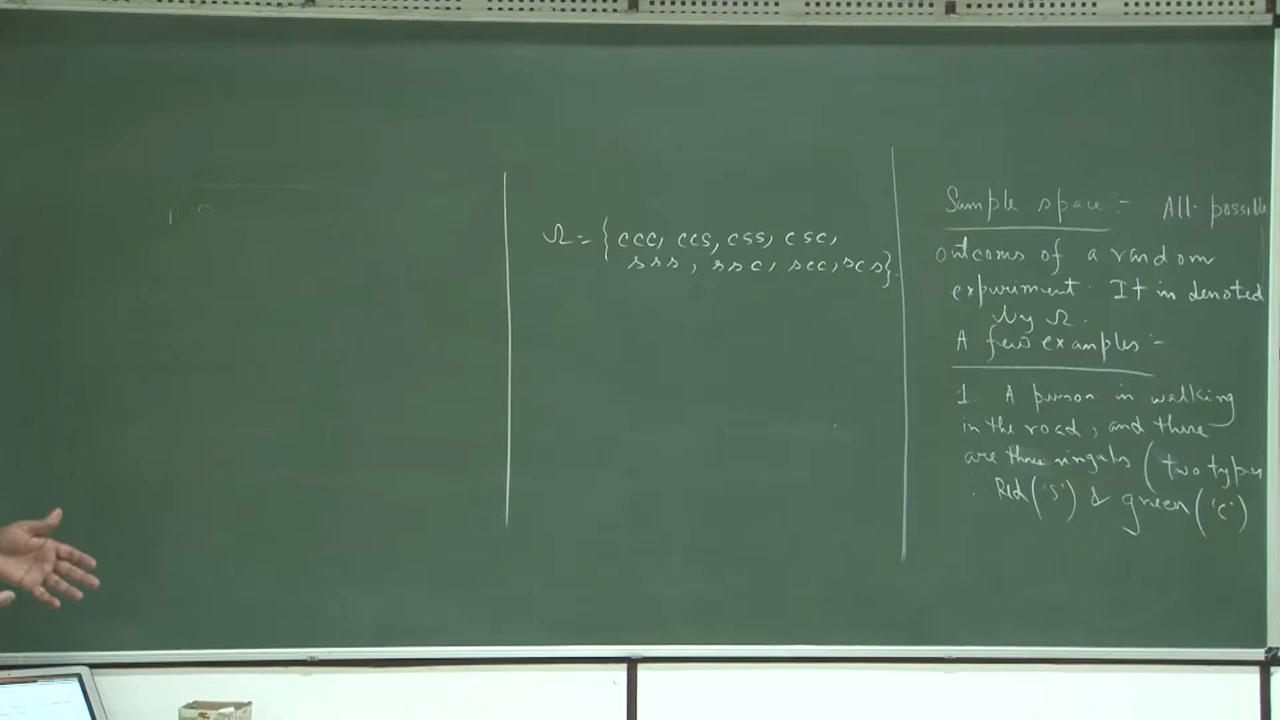 Ω = { ccc, ccs, css, csc,
sss, ssc, scc, scs}.
Sample space :- All possible
outcoms of a random
experiment. It is denoted
by Ω.
A few examples :-
1. A person is walking
in the road, and there
are three singals (two types
: Red('s') & green('c')